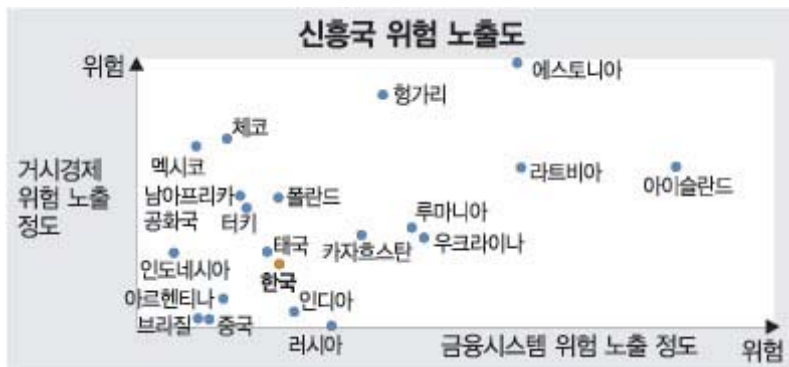 신흥국 위험 노출도
위험
에스토니아
헝가리
체코
멕시코
거시경제
위험 노출
정도
라트비아
아이슬란드
남아프리카
공화국
터키
폴란드
루마니아
우크라이나
카자흐스탄
태국
인도네시아
한국
아르헨티나
인디아
브라질
중국
러시아
금융시스템 위험 노출 정도
위험